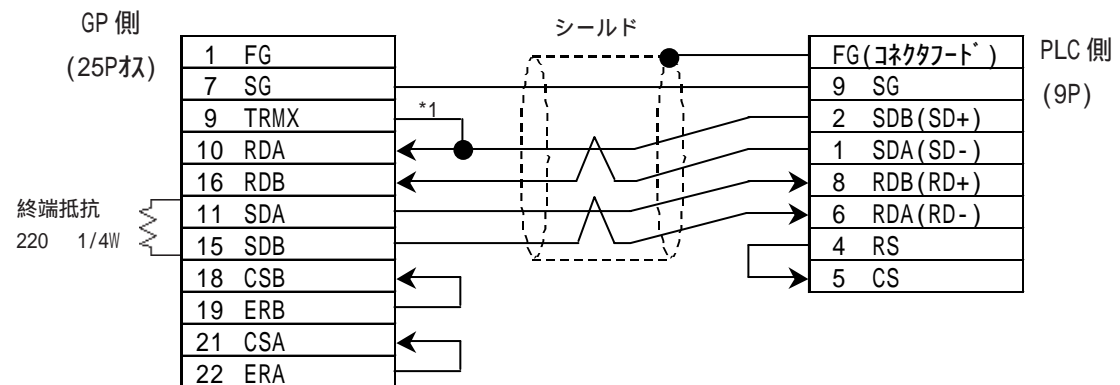 GP 側
(25Pオス)
1 FG
7 SG
9 TRMX
10 RDA
16 RDB
11 SDA
15 SDB
18 CSB
19 ERB
21 CSA
22 ERA
終端抵抗
220 1/4W
*1
シールド
FG(コネクタフード)
9 SG
2 SDB(SD+)
1 SDA(SD-)
8 RDB(RD+)
6 RDA(RD-)
4 RS
5 CS
PLC 側
(9P)